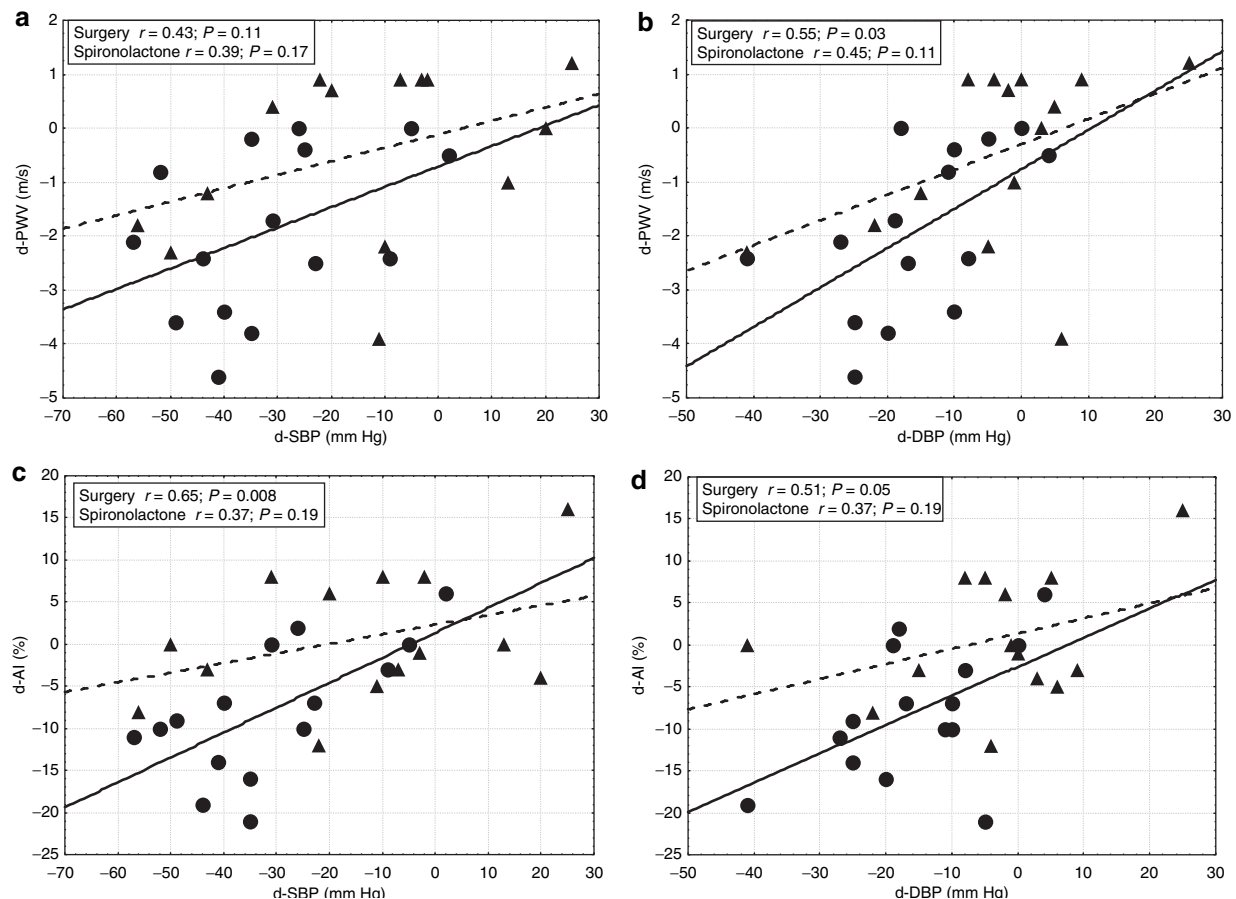 a
Surgery r = 0.43; P = 0.11
Spironolactone r = 0.39; P = 0.17
2
1
0
–1
–2
–3
–4
–5
d-PWV (m/s)
–70 –60 –50 –40 –30 –20 –10 0 10 20 30
d-SBP (mm Hg)
b
Surgery r = 0.55; P = 0.03
Spironolactone r = 0.45; P = 0.11
2
1
0
–1
–2
–3
–4
–5
d-PWV (m/s)
–50 –40 –30 –20 –10 0 10 20 30
d-DBP (mm Hg)
c
Surgery r = 0.65; P = 0.008
Spironolactone r = 0.37; P = 0.19
20
15
10
5
0
–5
–10
–15
–20
–25
d-AI (%)
–70 –60 –50 –40 –30 –20 –10 0 10 20 30
d-SBP (mm Hg)
d
Surgery r = 0.51; P = 0.05
Spironolactone r = 0.37; P = 0.19
20
15
10
5
0
–5
–10
–15
–20
–25
d-AI (%)
–50 –40 –30 –20 –10 0 10 20 30
d-DBP (mm Hg)